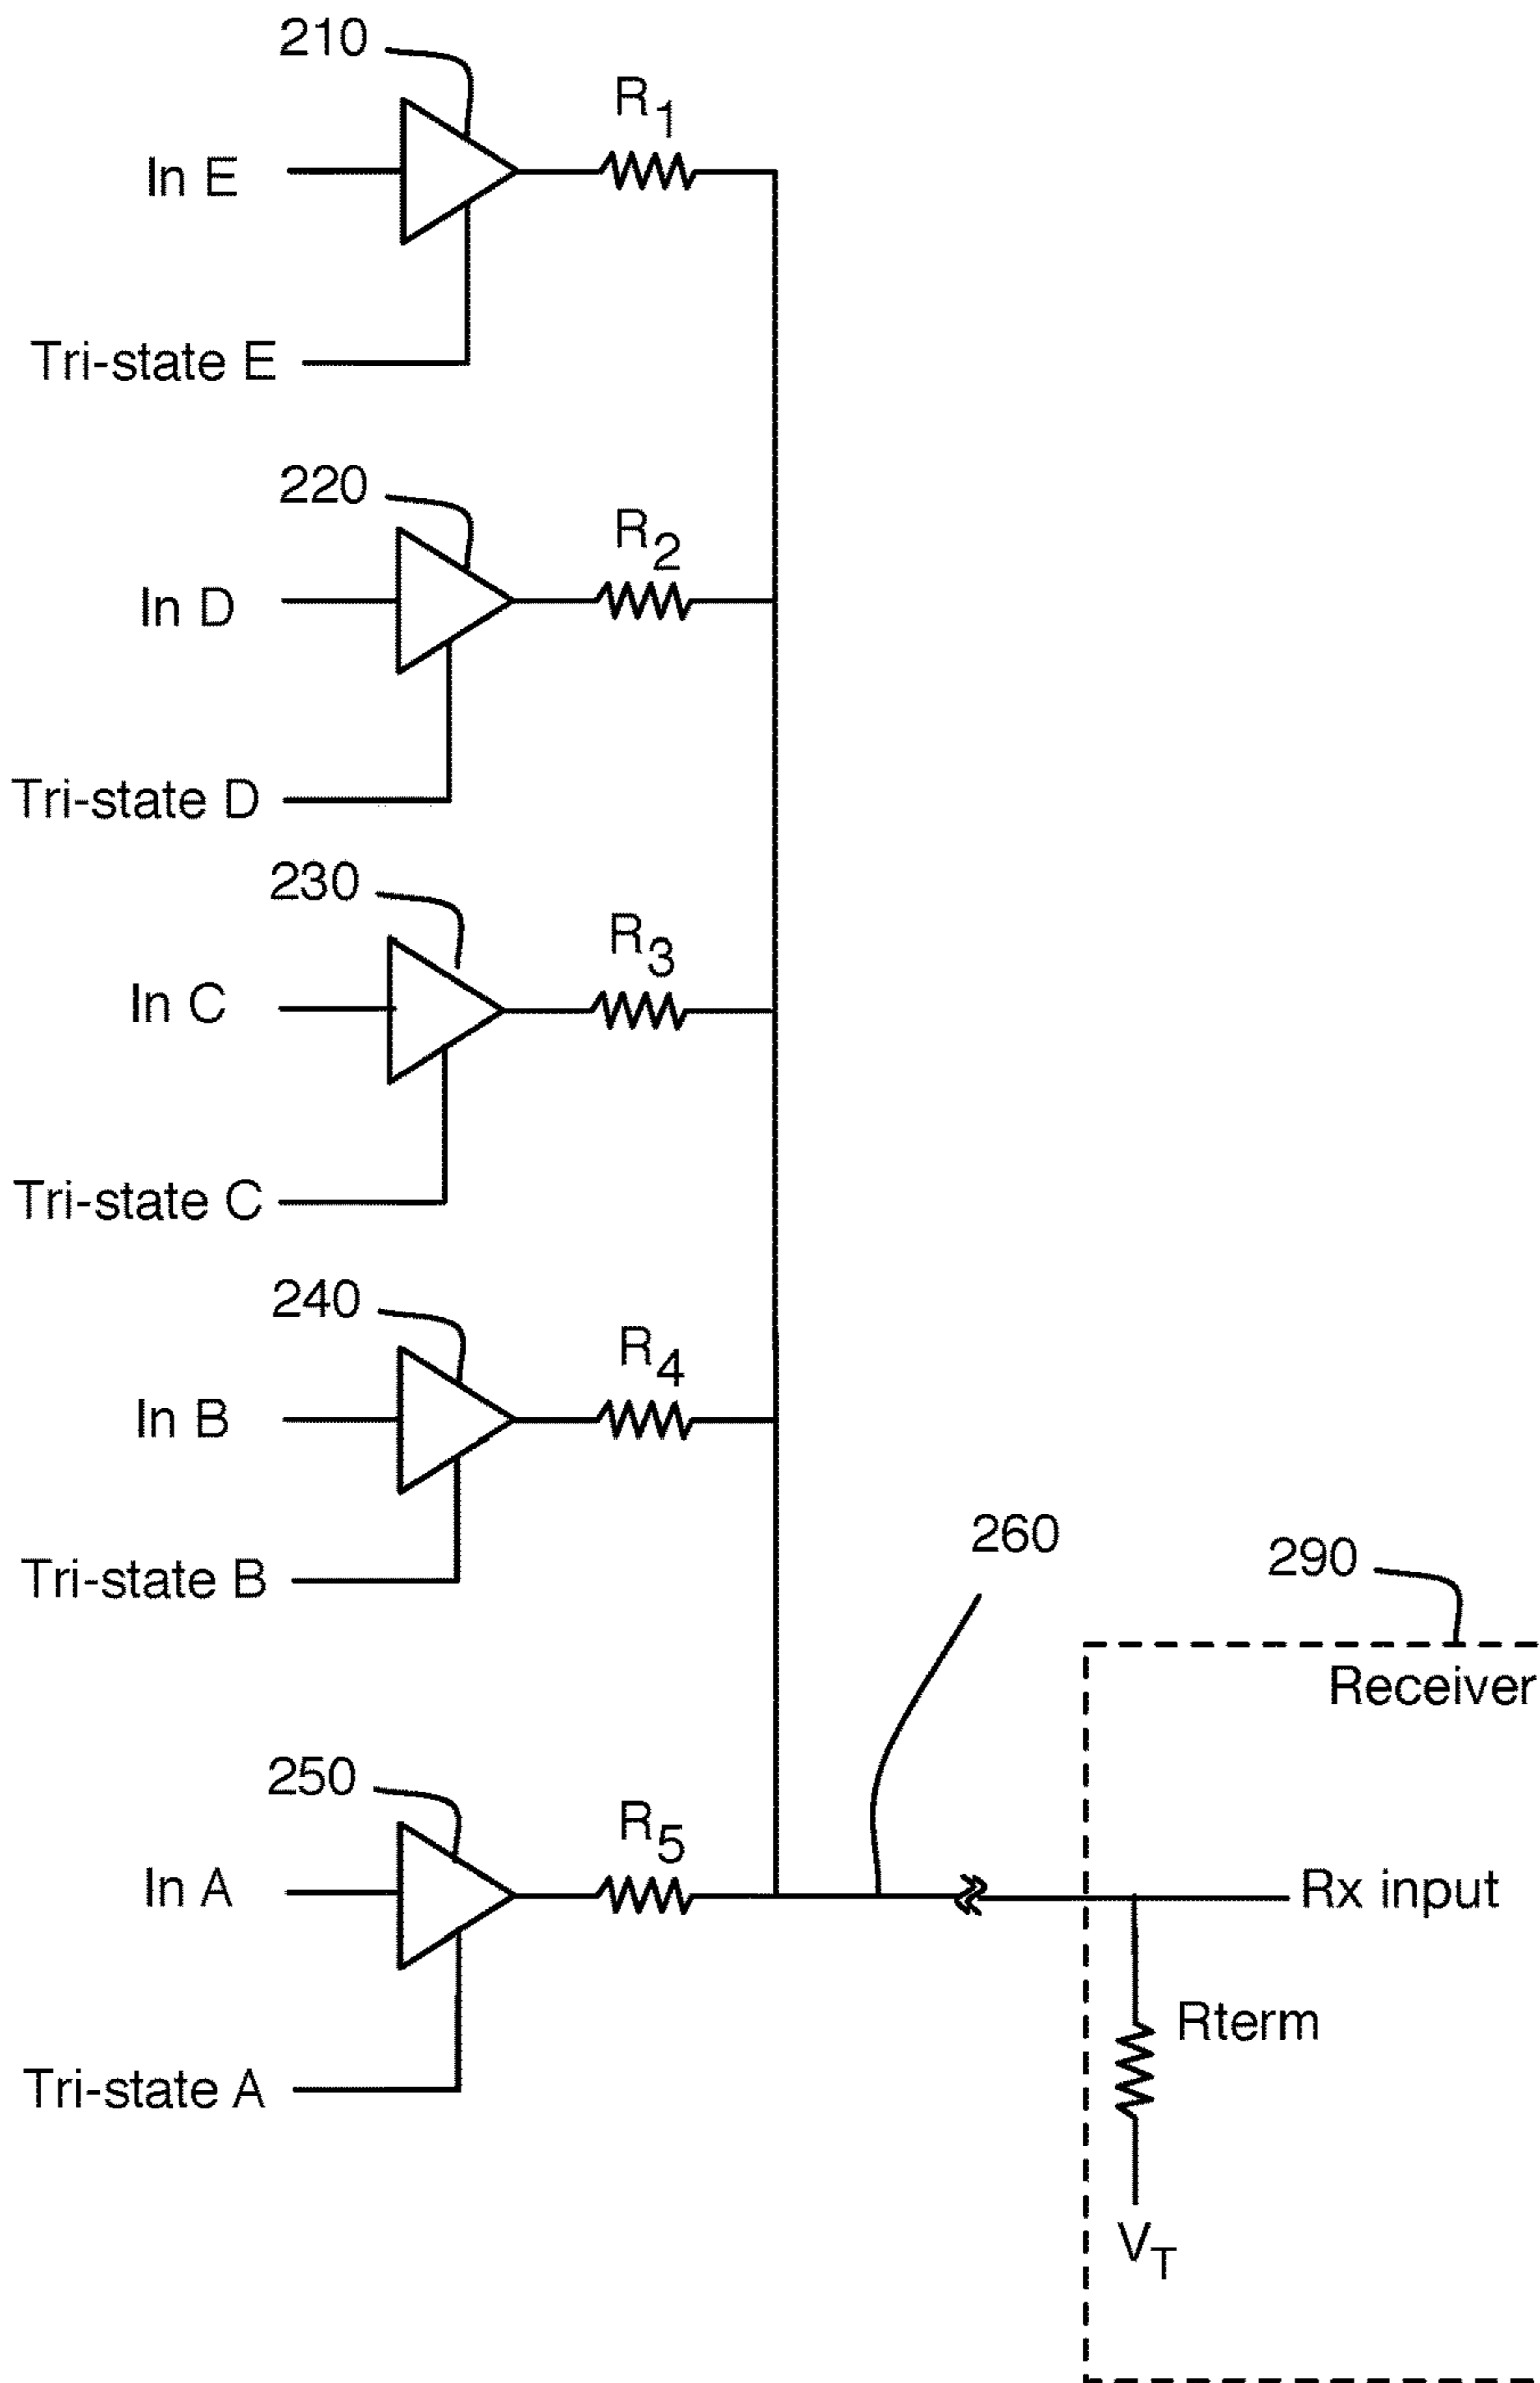 210
R1
In E
Tri-state E
220
R2
In D
Tri-state D
230
R3
In C
Tri-state C
240
R4
In B
Tri-state B
260
290
Receiver
250
R5
In A
Rx input
Rterm
Tri-state A
VT